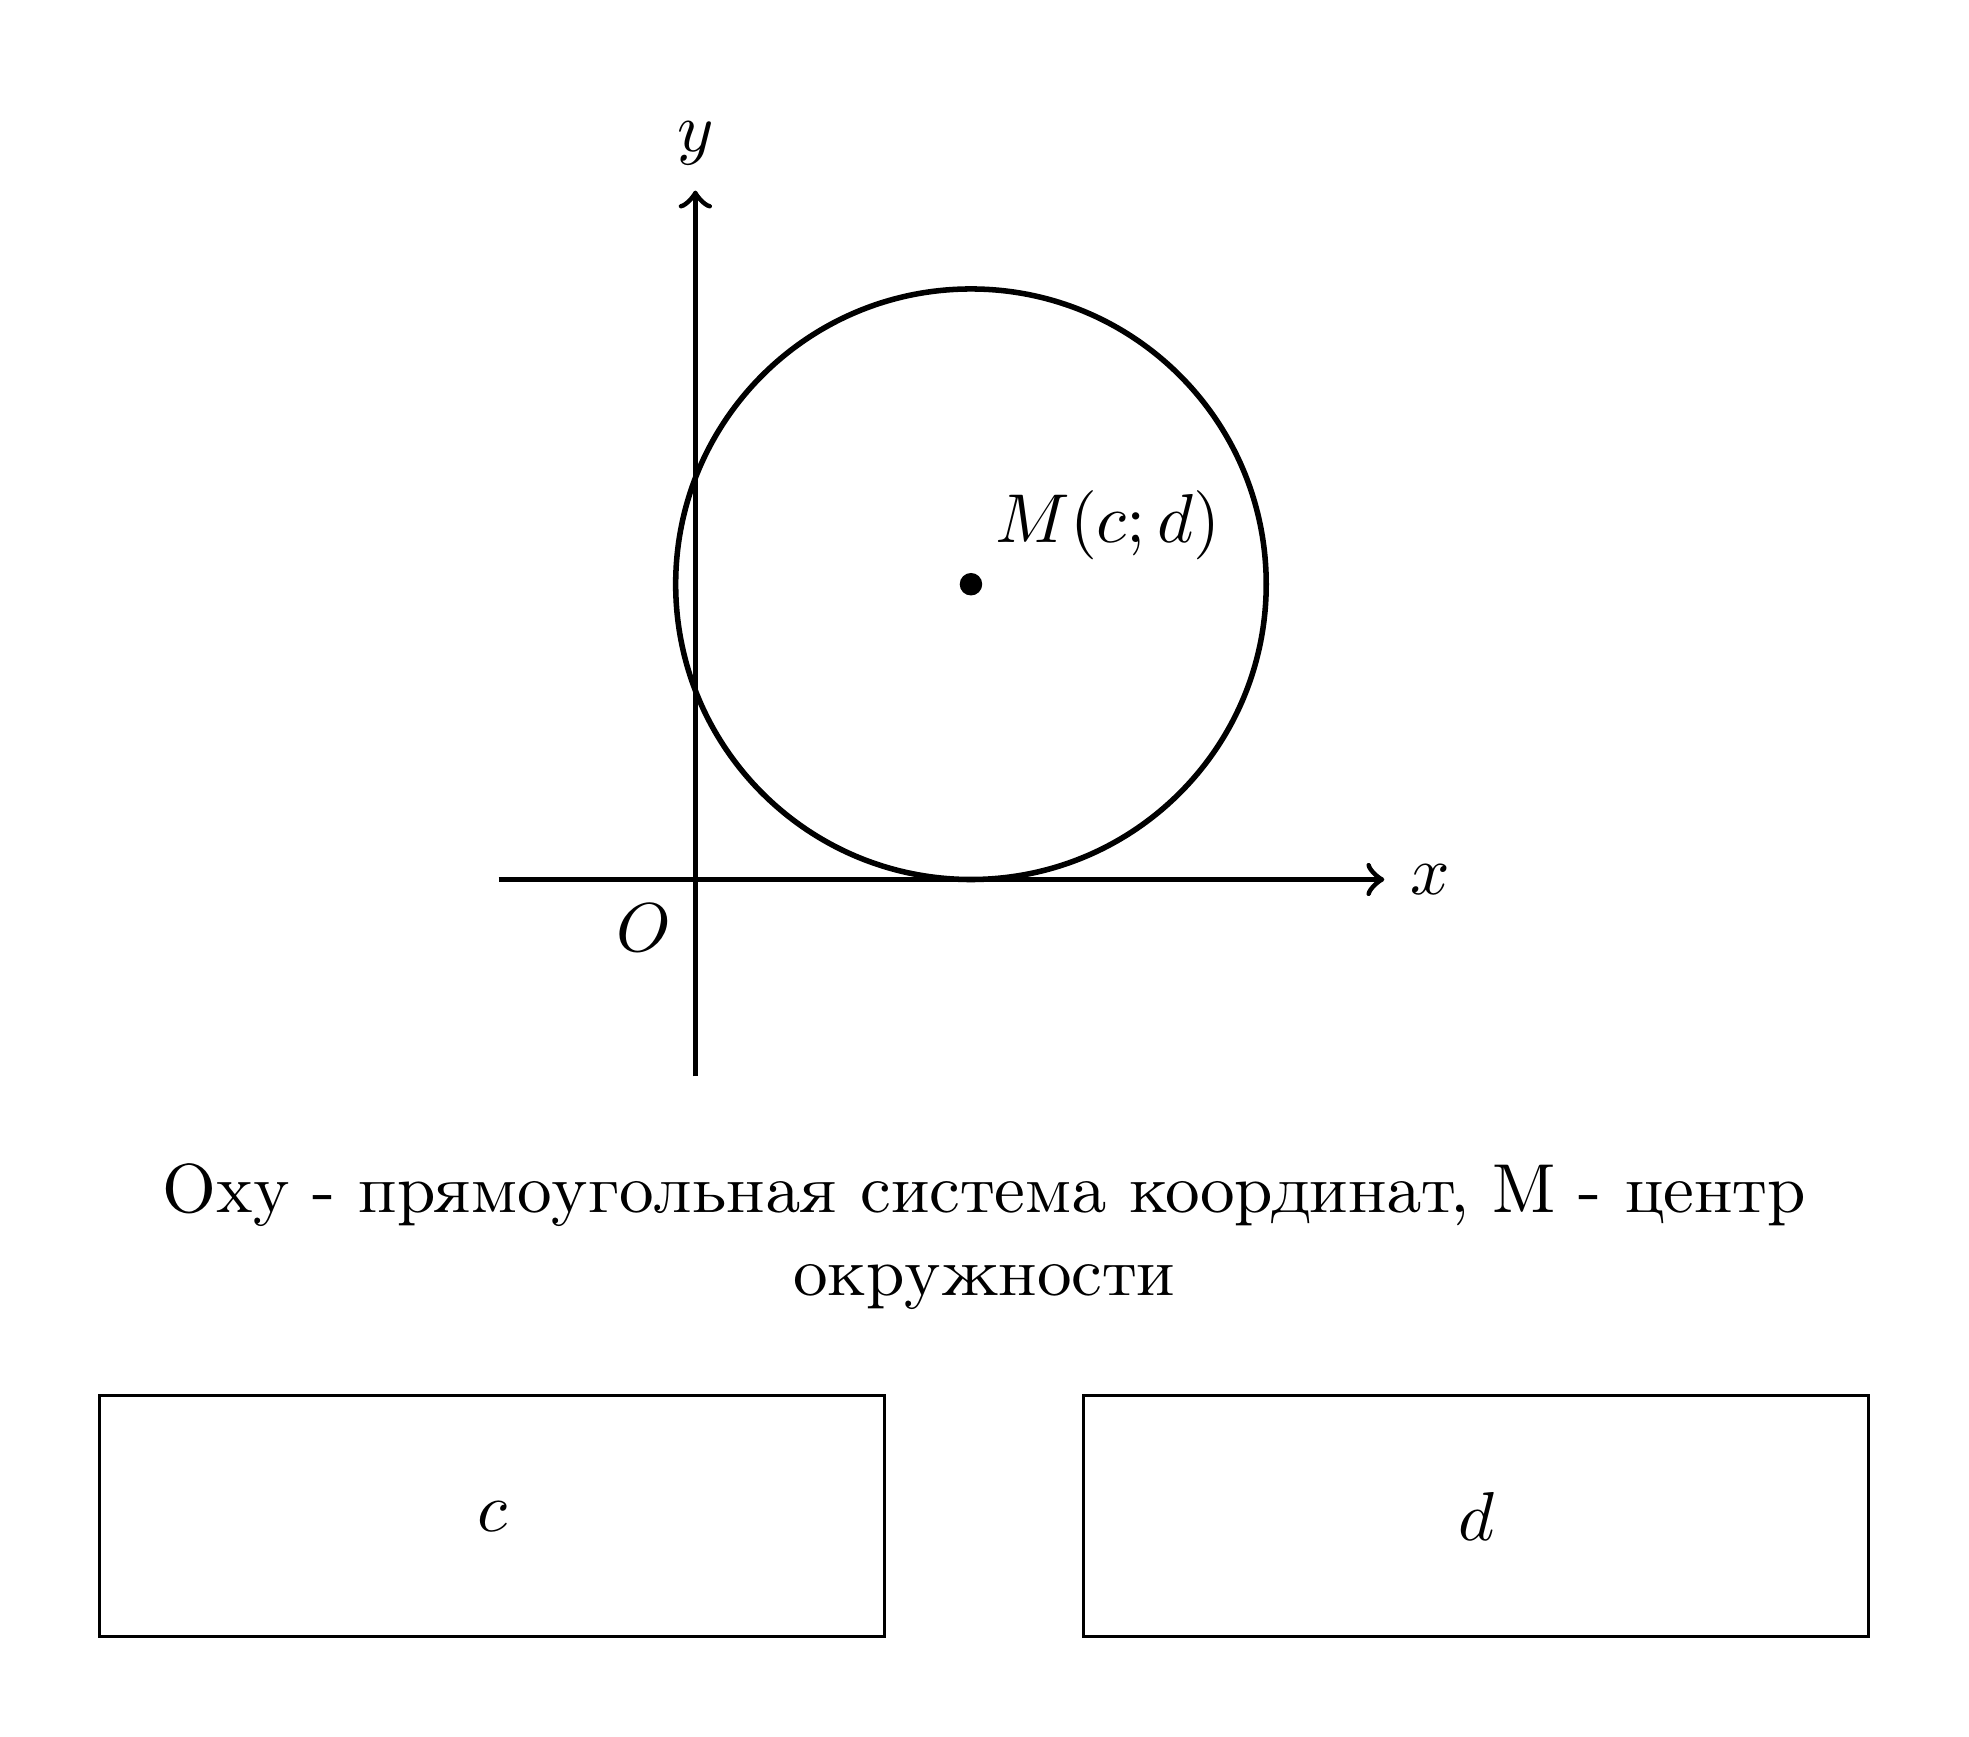 y
M(c; d)
x
O
Oxy - прямоугольная система координат, M - центр
окружности
c
d